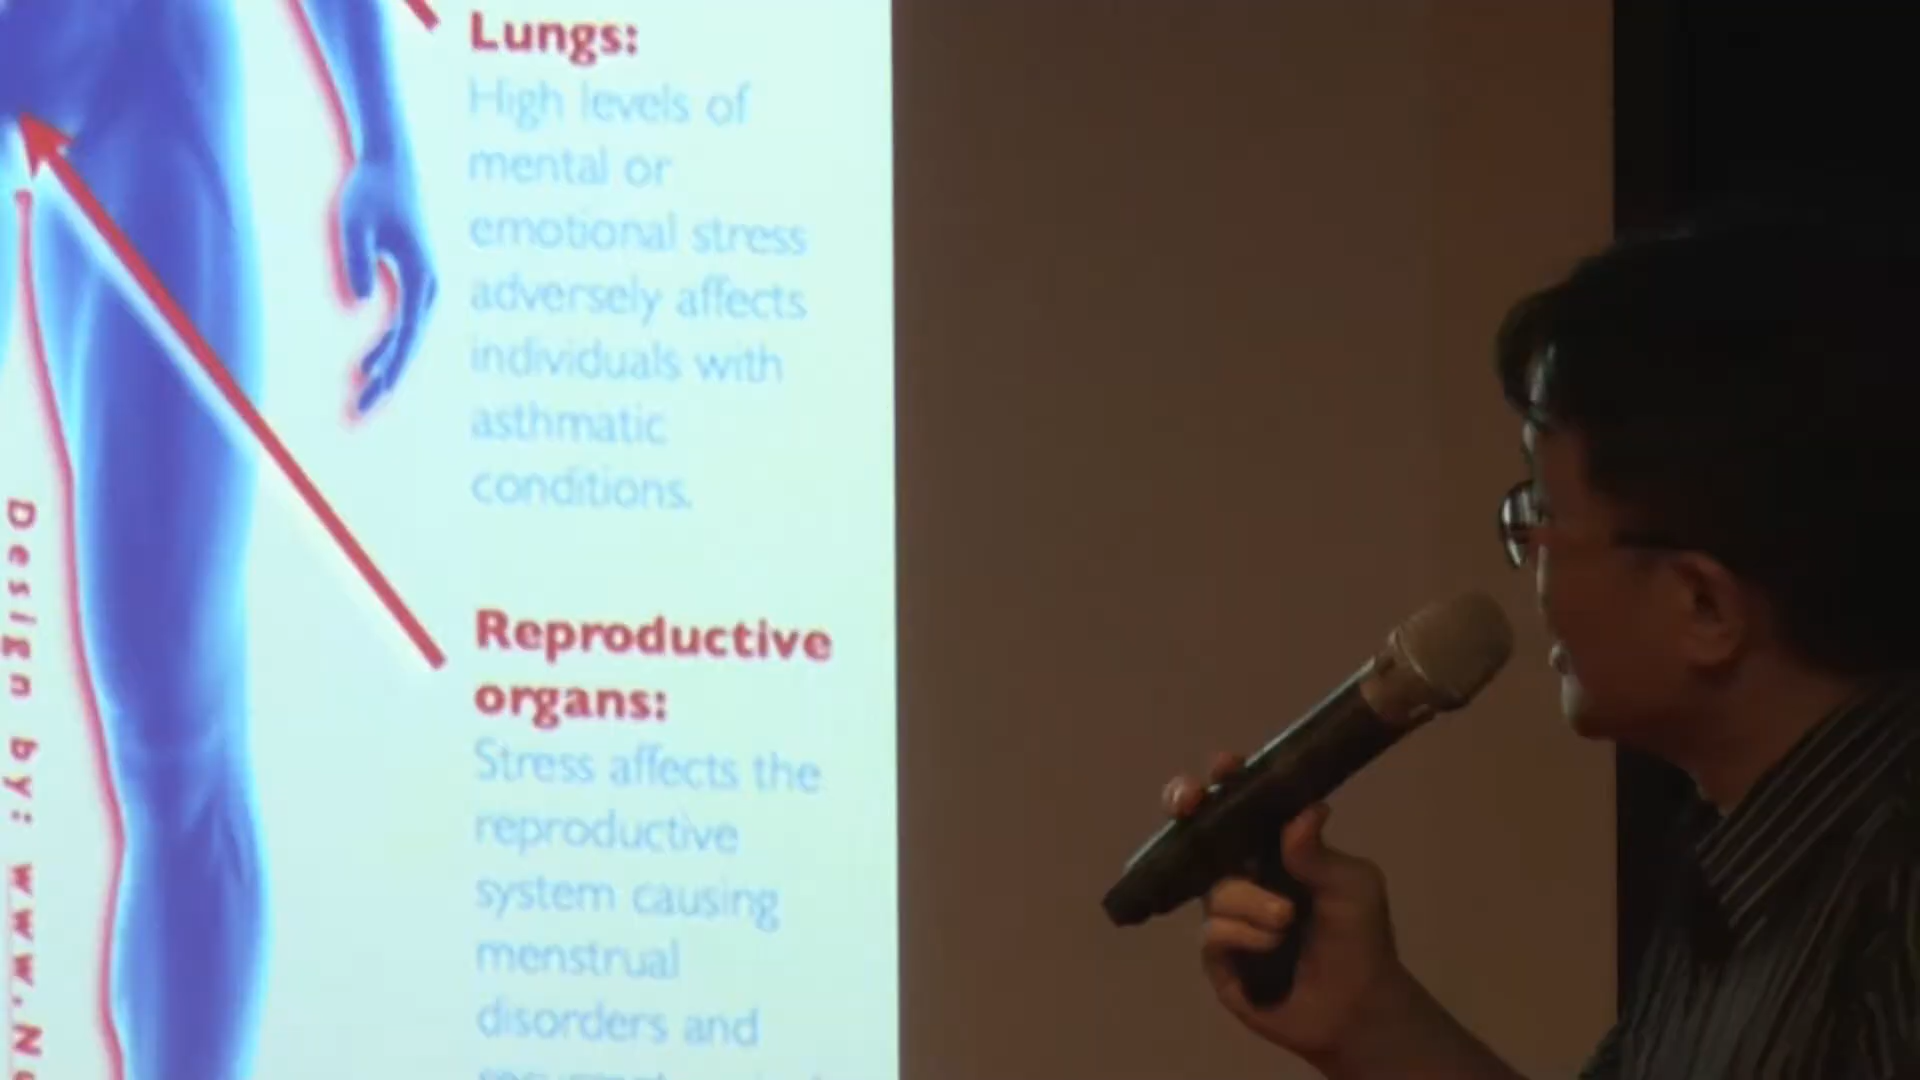 Lungs:
High levels of
mental or
emotional stress
adversely affects
individuals with
asthmatic
conditions.
Reproductive
organs:
Stress affects the
reproductive
system causing
menstrual
disorders and
Design by: